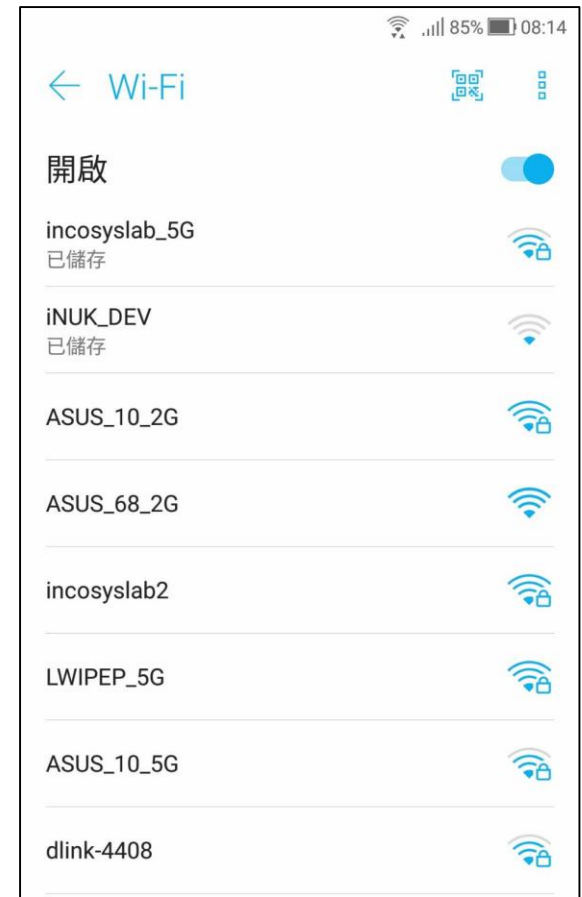 85% 08:14
Wi-Fi
開啟
incosyslab_5G
已儲存
iNUK_DEV
已儲存
ASUS_10_2G
ASUS_68_2G
incosyslab2
LWIPEP_5G
ASUS_10_5G
dlink-4408